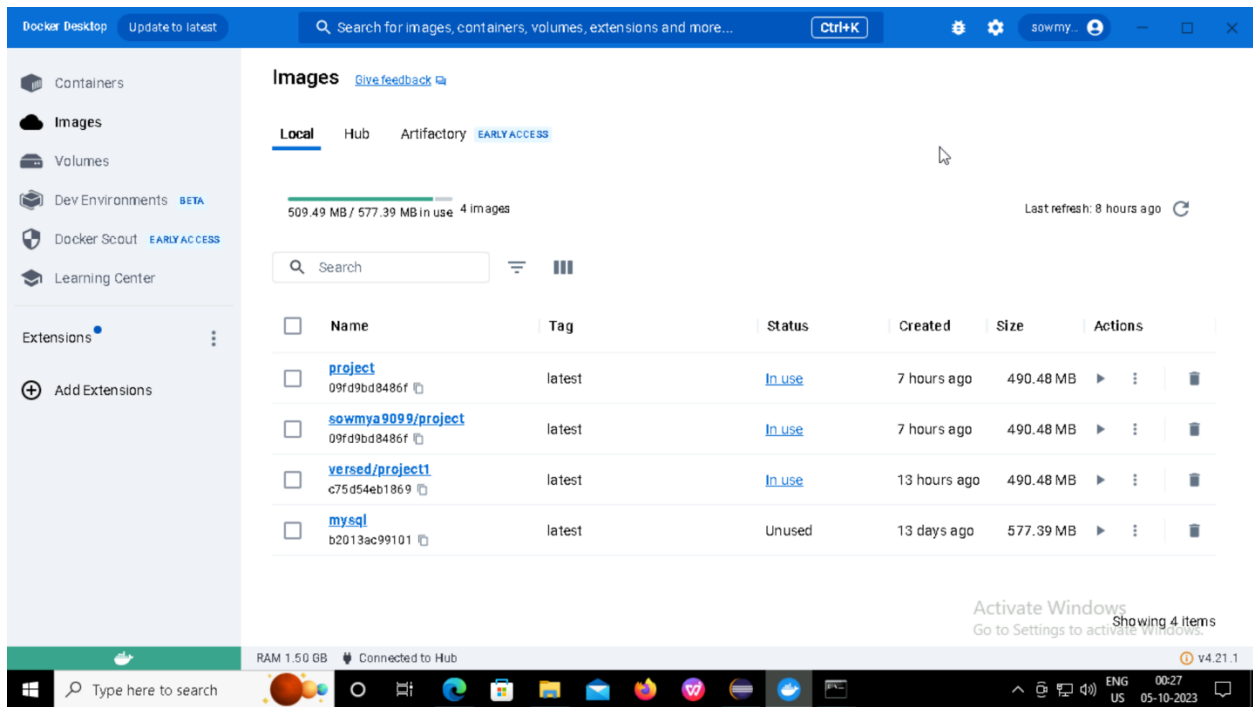 Docker Desktop Update to latest Search for images, containers, volumes, extensions and more... Ctrl+K sowmy...
Containers
Images
Volumes
Dev Environments BETA
Docker Scout EARLY ACCESS
Learning Center
Extensions
Add Extensions
Images Give feedback
Local Hub Artifactory EARLY ACCESS
509.49 MB / 577.39 MB in use 4 images Last refresh: 8 hours ago
Search
Name Tag Status Created Size Actions
project latest In use 7 hours ago 490.48 MB
09fd9bd8486f
sowmya9099/project latest In use 7 hours ago 490.48 MB
09fd9bd8486f
versed/project1 latest In use 13 hours ago 490.48 MB
c75d54eb1869
mysql latest Unused 13 days ago 577.39 MB
b2013ac99101
Activate Windows
Showing 4 items
Go to Settings to activate Windows.
RAM 1.50 GB Connected to Hub v4.21.1
Type here to search ENG 00:27
US 05-10-2023